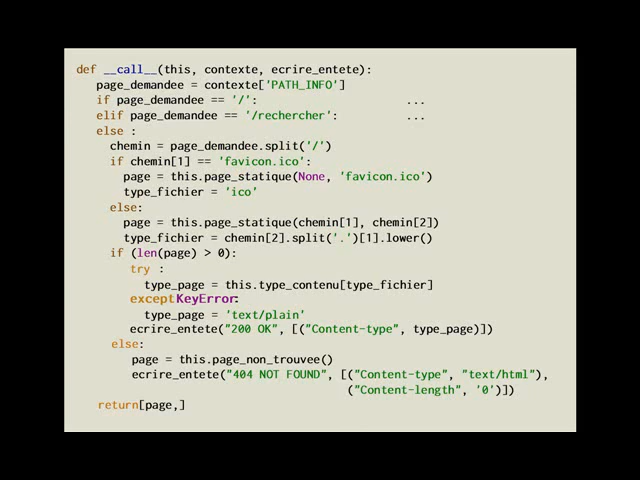 def __call__(this, contexte, ecrire_entete):
page_demandee = contexte['PATH_INFO']
if page_demandee == '/': ...
elif page_demandee == '/rechercher': ...
else :
chemin = page_demandee.split('/')
if chemin[1] == 'favicon.ico':
page = this.page_statique(None, 'favicon.ico')
type_fichier = 'ico'
else:
page = this.page_statique(chemin[1], chemin[2])
type_fichier = chemin[2].split('.')[1].lower()
if (len(page) > 0):
try :
type_page = this.type_contenu[type_fichier]
except KeyError:
type_page = 'text/plain'
ecrire_entete("200 OK", [("Content-type", type_page)])
else:
page = this.page_non_trouvee()
ecrire_entete("404 NOT FOUND", [("Content-type", "text/html"),
("Content-length", '0')])
return[page,]